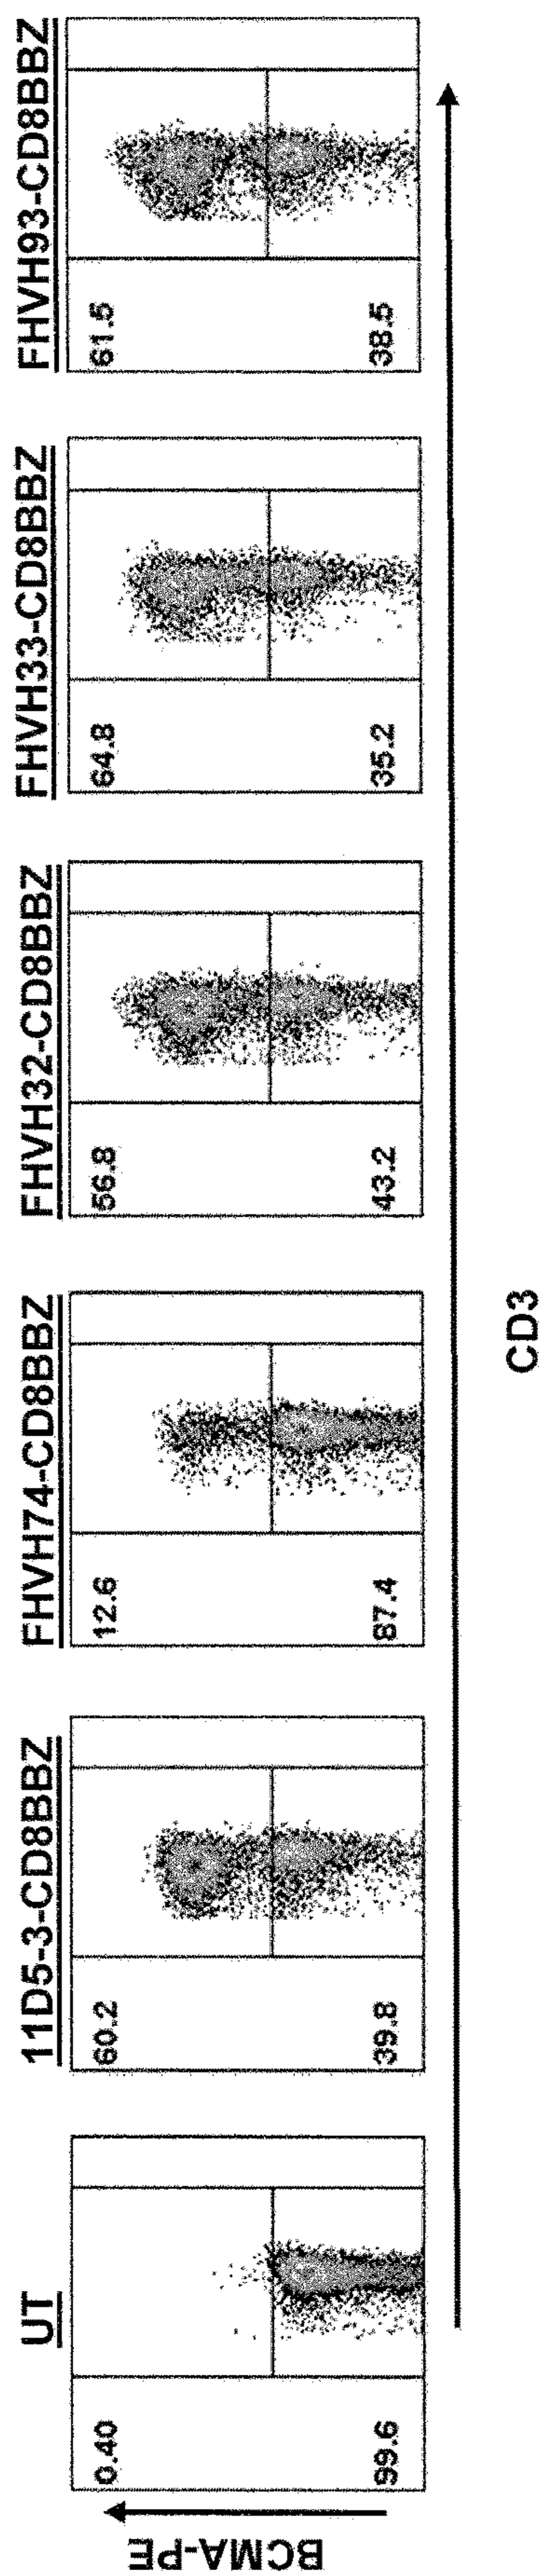 UT
11D5-3-CD8BBZ
FHVH74-CD8BBZ
FHVH32-CD8BBZ
FHVH33-CD8BBZ
FHVH93-CD8BBZ
0.40
60.2
12.6
56.8
64.8
61.5
99.6
39.8
87.4
43.2
35.2
38.5
BCMA-PE
CD3